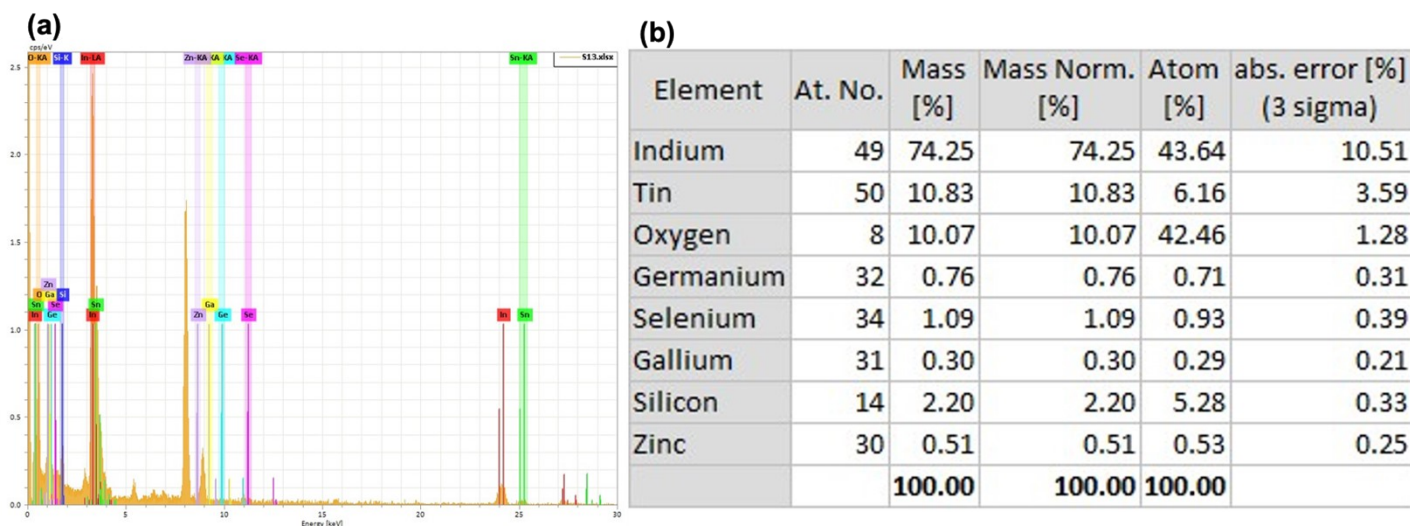 (a)
cps/eV
O-KA Si-K In-LA Zn-KA KA KA Se-KA Sn-KA
S13.xlsx
2.5
2.0
1.5
Zn
O Ga Si
Sn Se Sn Ga
In Ge In Zn Ge Se In Sn
1.0
0.5
0.0
0 5 10 15 20 25 30
Energy [keV]
(b)
Element At. No. Mass [%] Mass Norm. [%] Atom [%] abs. error [%] (3 sigma)
Indium 49 74.25 74.25 43.64 10.51
Tin 50 10.83 10.83 6.16 3.59
Oxygen 8 10.07 10.07 42.46 1.28
Germanium 32 0.76 0.76 0.71 0.31
Selenium 34 1.09 1.09 0.93 0.39
Gallium 31 0.30 0.30 0.29 0.21
Silicon 14 2.20 2.20 5.28 0.33
Zinc 30 0.51 0.51 0.53 0.25
100.00 100.00 100.00